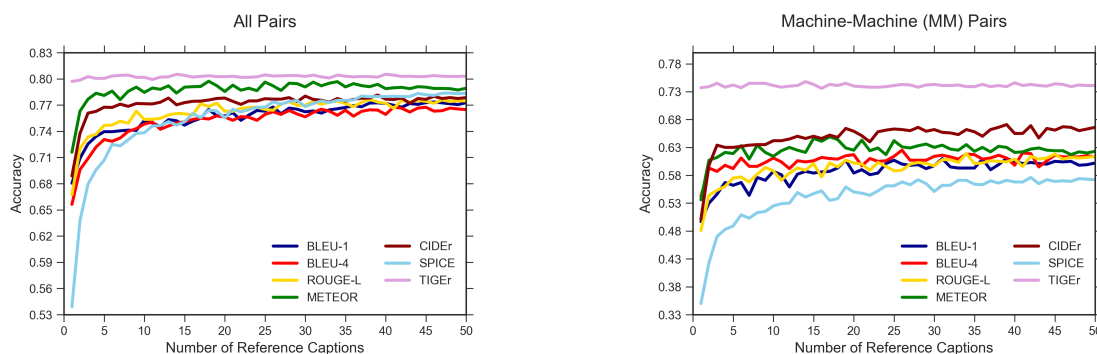 All Pairs
0.83
0.80
0.77
0.74
0.71
0.68
0.65
0.62
0.59
0.56
0.53
Accuracy
0 5 10 15 20 25 30 35 40 45 50
Number of Reference Captions
BLEU-1
BLEU-4
ROUGE-L
METEOR
CIDEr
SPICE
TIGEr
Machine-Machine (MM) Pairs
0.78
0.73
0.68
0.63
0.58
0.53
0.48
0.43
0.38
0.33
Accuracy
0 5 10 15 20 25 30 35 40 45 50
Number of Reference Captions
BLEU-1
BLEU-4
ROUGE-L
METEOR
CIDEr
SPICE
TIGEr